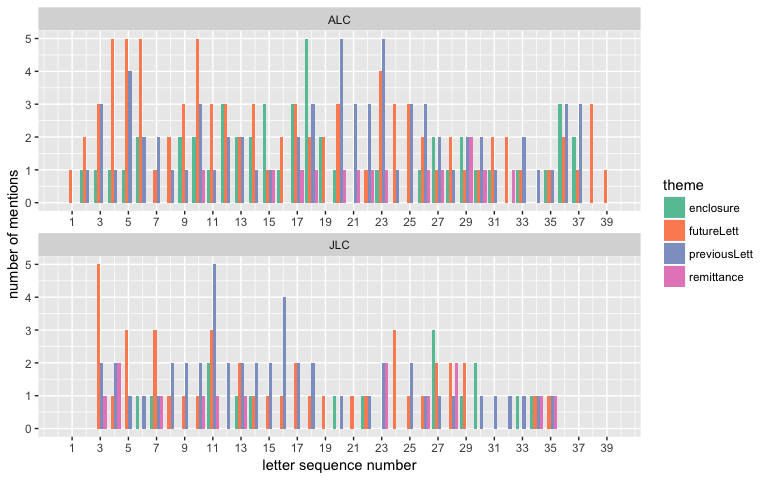 ALC
5
4
3
2
1
0
1 3 5 7 9 11 13 15 17 19 21 23 25 27 29 31 33 35 37 39
number of mentions
JLC
5
4
3
2
1
0
1 3 5 7 9 11 13 15 17 19 21 23 25 27 29 31 33 35 37 39
letter sequence number
theme
enclosure
futureLett
previousLett
remittance